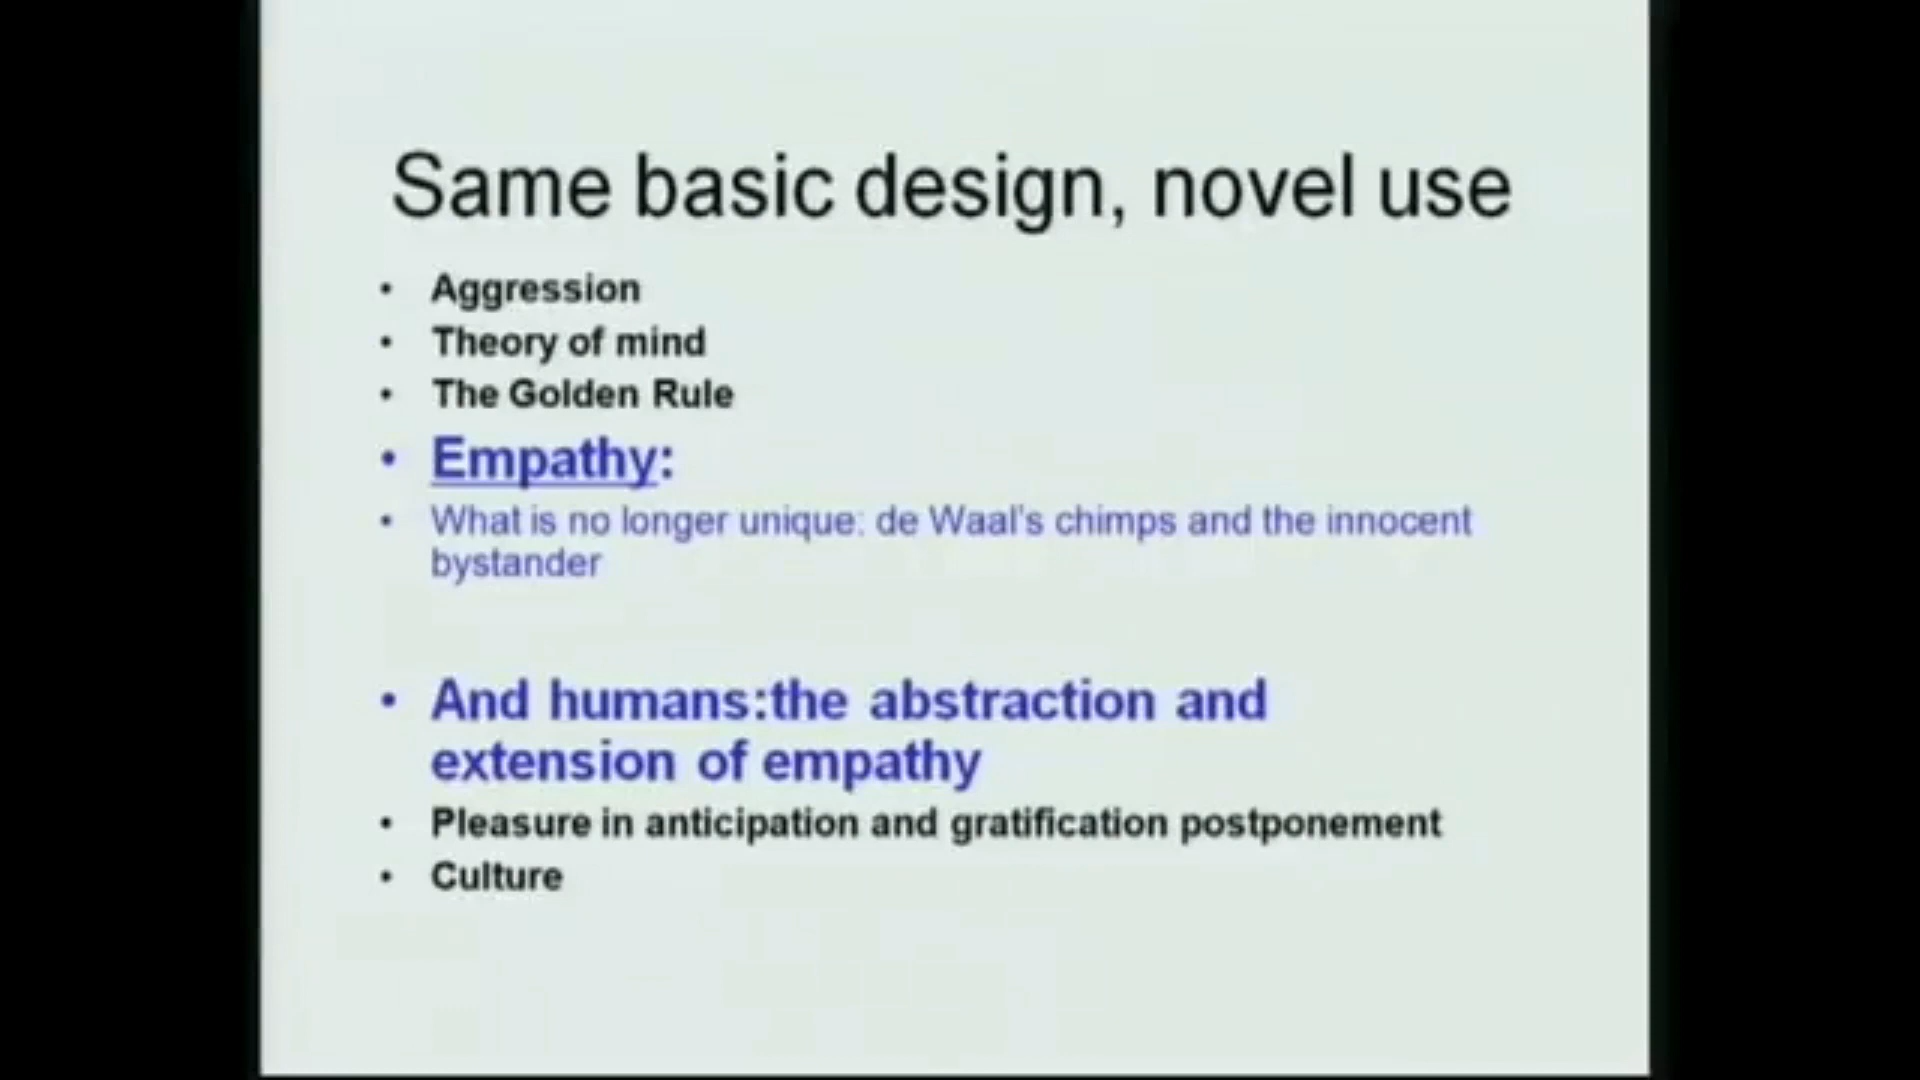 Same basic design, novel use
• Aggression
• Theory of mind
• The Golden Rule
• Empathy:
• What is no longer unique: de Waal's chimps and the innocent
bystander
• And humans:the abstraction and
extension of empathy
• Pleasure in anticipation and gratification postponement
• Culture